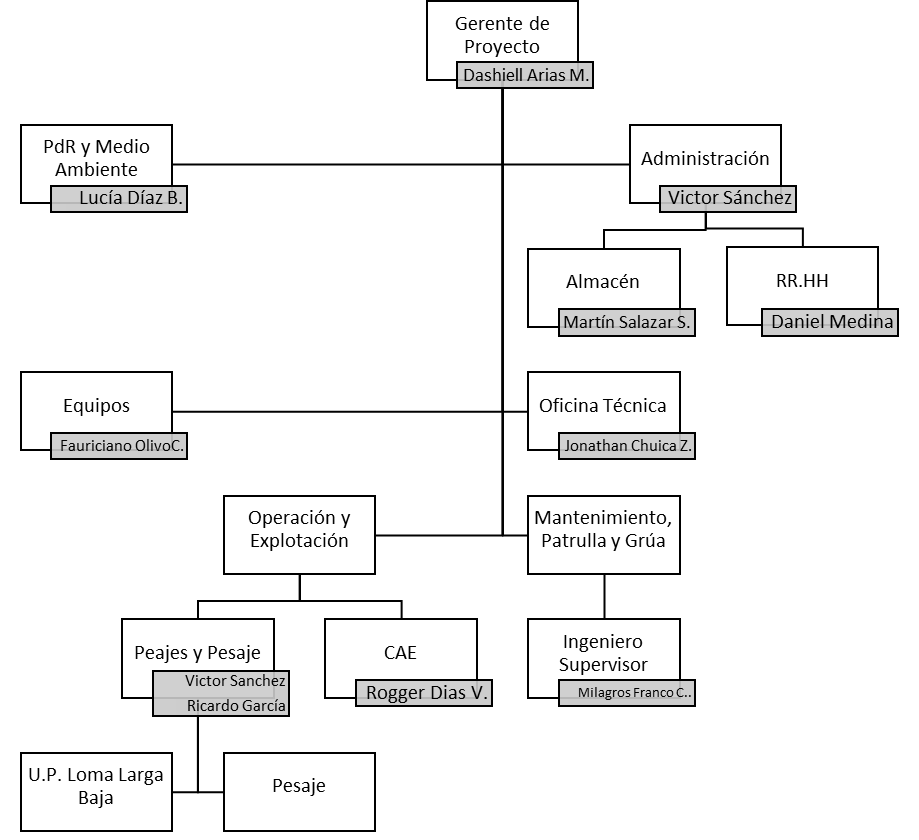 Gerente de
Proyecto
Dashiell Arias M.
PdR y Medio
Ambiente
Lucía Díaz B.
Administración
Victor Sánchez
Almacén
Martín Salazar S.
RR.HH
Daniel Medina
Equipos
Fauriciano OlivoC.
Oficina Técnica
Jonathan Chuica Z.
Operación y
Explotación
Mantenimiento,
Patrulla y Grúa
Peajes y Pesaje
Victor Sanchez
Ricardo García
CAE
Rogger Dias V.
Ingeniero
Supervisor
Milagros Franco C..
U.P. Loma Larga
Baja
Pesaje